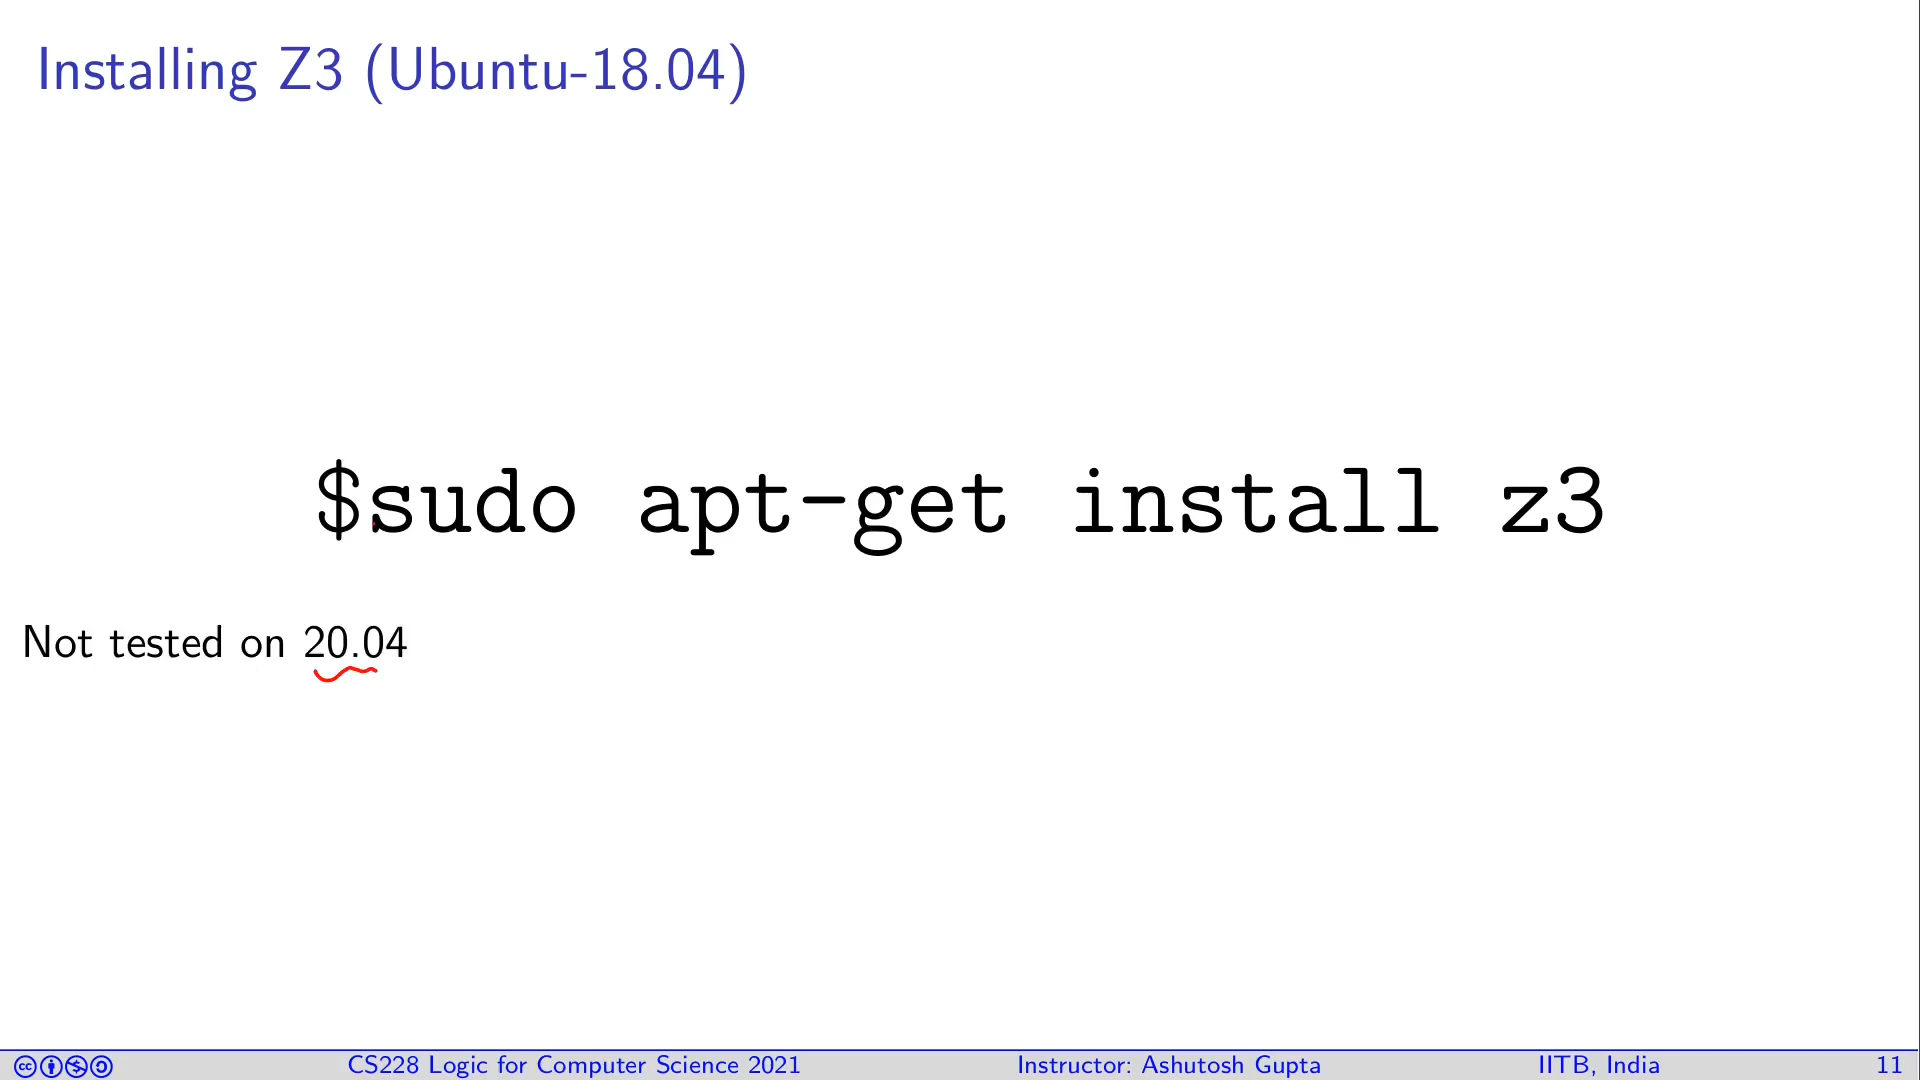 Installing Z3 (Ubuntu-18.04)
$sudo apt-get install z3
Not tested on 20.04
CS228 Logic for Computer Science 2021 Instructor: Ashutosh Gupta IITB, India 11